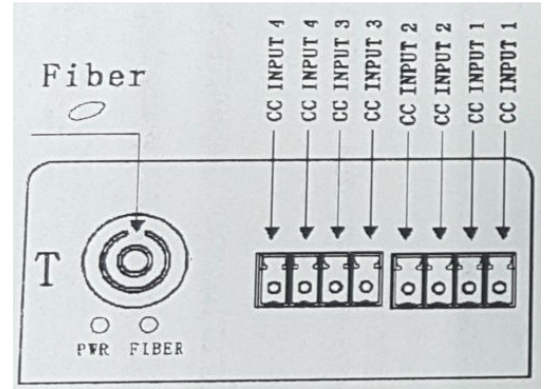 Fiber
CC INPUT 4
CC INPUT 4
CC INPUT 3
CC INPUT 3
CC INPUT 2
CC INPUT 2
CC INPUT 1
CC INPUT 1
T
PWR FIBER